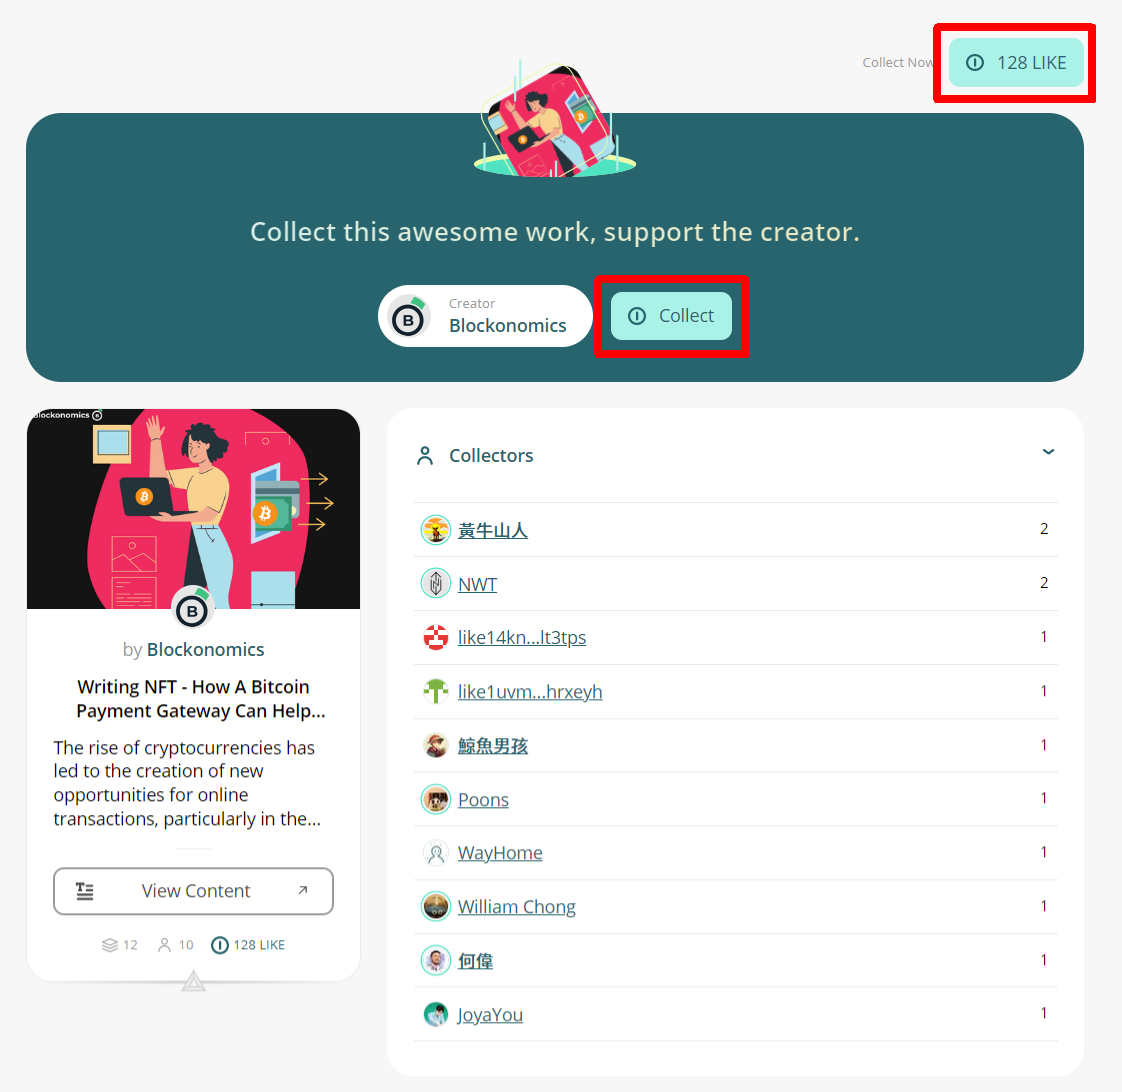 Collect Now
128 LIKE
Collect this awesome work, support the creator.
Creator
Blockonomics
Collect
Blockonomics
by Blockonomics
Writing NFT - How A Bitcoin
Payment Gateway Can Help...
The rise of cryptocurrencies has
led to the creation of new
opportunities for online
transactions, particularly in the...
View Content
12
10
128 LIKE
Collectors
黃牛山人 2
NWT 2
like14kn...lt3tps 1
like1uvm...hrxeyh 1
鯨魚男孩 1
Poons 1
WayHome 1
William Chong 1
何偉 1
JoyaYou 1